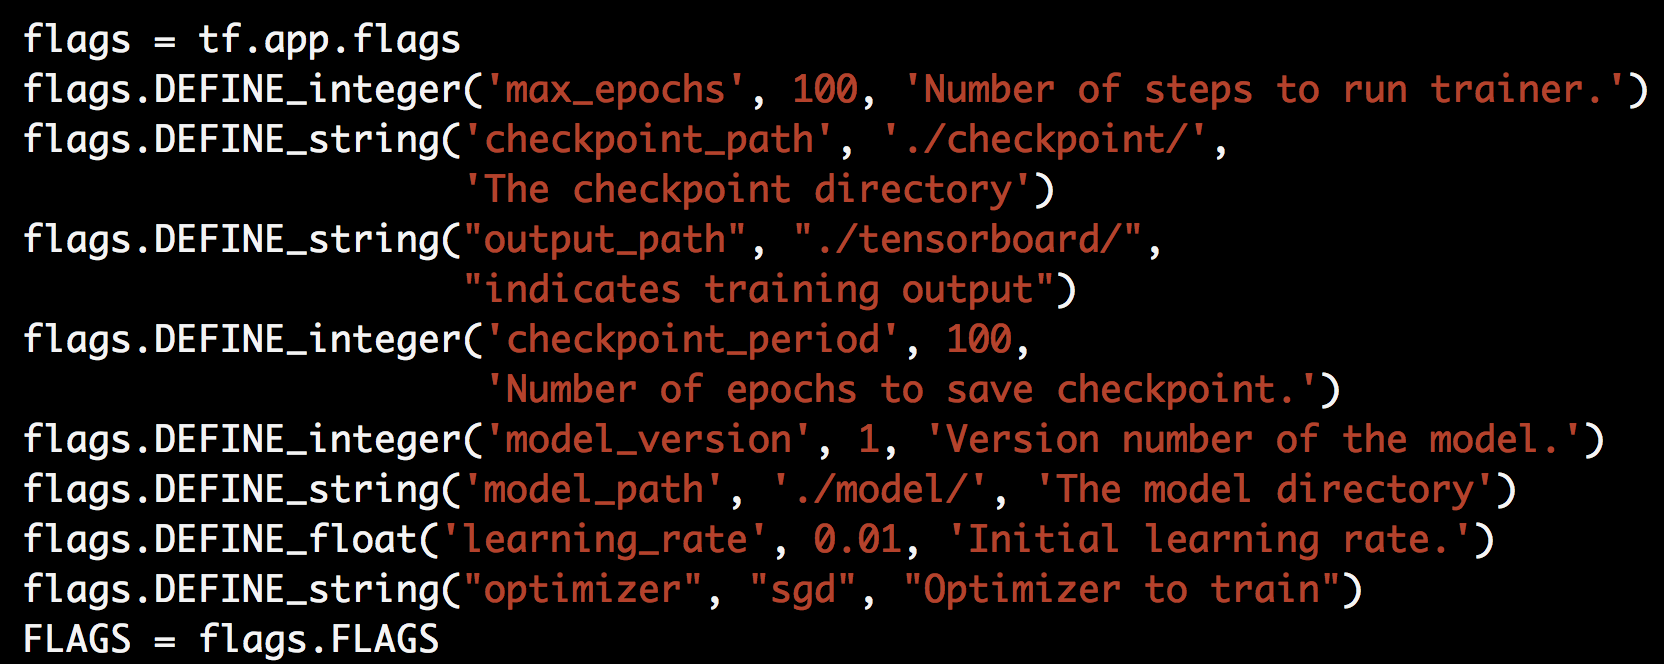 flags = tf.app.flags
flags.DEFINE_integer('max_epochs', 100, 'Number of steps to run trainer.')
flags.DEFINE_string('checkpoint_path', './checkpoint/',
                    'The checkpoint directory')
flags.DEFINE_string("output_path", "./tensorboard/",
                    "indicates training output")
flags.DEFINE_integer('checkpoint_period', 100,
                     'Number of epochs to save checkpoint.')
flags.DEFINE_integer('model_version', 1, 'Version number of the model.')
flags.DEFINE_string('model_path', './model/', 'The model directory')
flags.DEFINE_float('learning_rate', 0.01, 'Initial learning rate.')
flags.DEFINE_string("optimizer", "sgd", "Optimizer to train")
FLAGS = flags.FLAGS